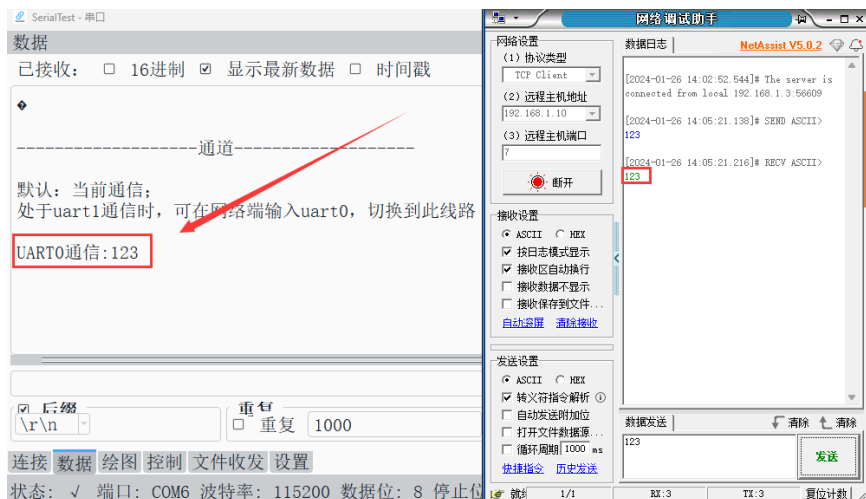 SerialTest - 串口
数据
已接收: 16进制 显示最新数据 时间戳
�
-------------------通道-------------------
默认: 当前通信;
处于uart1通信时, 可在网络端输入uart0, 切换到此线路
UART0通信:123
后缀
\r\n
重复
重复 1000
连接 数据 绘图 控制 文件收发 设置
状态: √ 端口: COM6 波特率: 115200 数据位: 8 停止位
网络调试助手
网络设置
(1) 协议类型
TCP Client
(2) 远程主机地址
192.168.1.10
(3) 远程主机端口
7
断开
接收设置
ASCII HEX
按日志模式显示
接收区自动换行
接收数据不显示
接收保存到文件...
自动滚屏 清除接收
发送设置
ASCII HEX
转义符指令解析
自动发送附加位
打开文件数据源...
循环周期 1000 ms
快捷指令 历史发送
数据日志
NetAssist V5.0.2
[2024-01-26 14:02:52.544]# The server is
connected from local 192.168.1.3:56609
[2024-01-26 14:05:21.138]# SEND ASCII>
123
[2024-01-26 14:05:21.216]# RECV ASCII>
123
数据发送 清除 清除
123
发送
1/1 RX:3 TX:3 复位计数